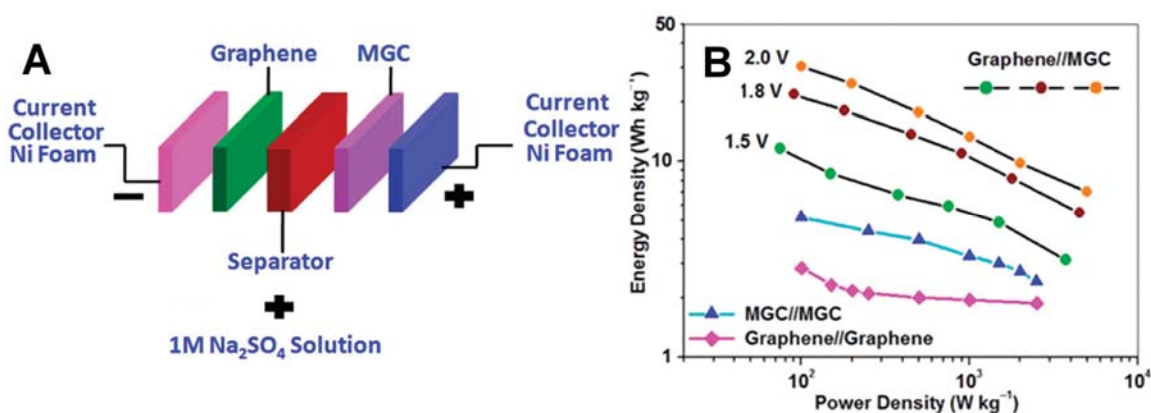 A
Graphene
MGC
Current
Collector
Ni Foam
Current
Collector
Ni Foam
Separator
1M Na₂SO₄ Solution
B
Energy Density (Wh kg⁻¹)
50
10
1
2.0 V
1.8 V
1.5 V
Graphene//MGC
MGC//MGC
Graphene//Graphene
10²
10³
10⁴
Power Density (W kg⁻¹)